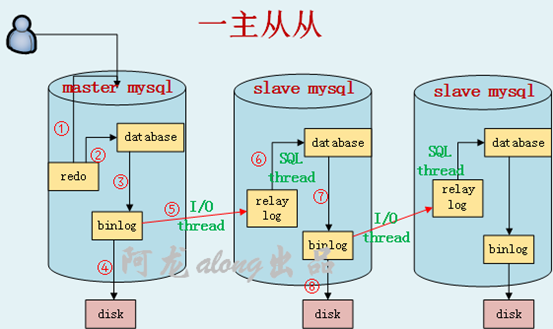 一主从从
master mysql
slave mysql
slave mysql
①
②
database
redo
③
binlog
④
disk
⑤
I/O
thread
⑥
SQL
thread
database
relay
log
⑦
binlog
⑧
disk
I/O
thread
SQL
thread
database
relay
log
binlog
disk
阿龙along出品